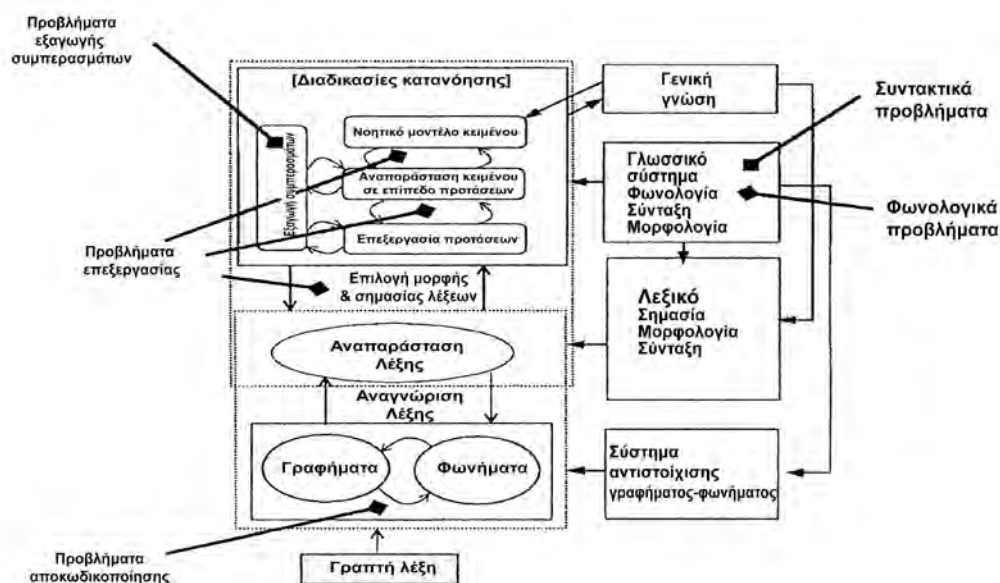 Προβλήματα
εξαγωγής
συμπερασμάτων
[Διαδικασίες κατανόησης]
Εξαγωγή συμπερασμάτων
Νοητικό μοντέλο κειμένου
Αναπαράσταση κειμένου
σε επίπεδο προτάσεων
Επεξεργασία προτάσεων
Γενική
γνώση
Συντακτικά
προβλήματα
Γλωσσικό
σύστημα
Φωνολογία
Σύνταξη
Μορφολογία
Φωνολογικά
προβλήματα
Προβλήματα
επεξεργασίας
Επιλογή μορφής
& σημασίας λέξεων
Λεξικό
Σημασία
Μορφολογία
Σύνταξη
Αναπαράσταση
Λέξης
Αναγνώριση
Λέξης
Γραφήματα
Φωνήματα
Σύστημα
αντιστοίχισης
γραφήματος-φωνήματος
Προβλήματα
αποκωδικοποίησης
Γραπτή λέξη